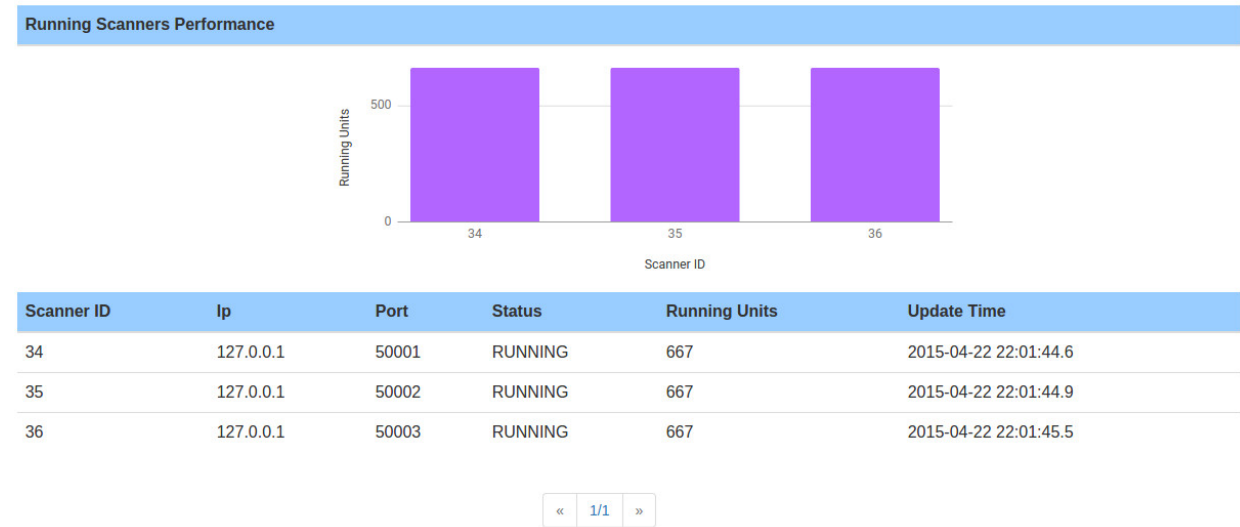 Running Scanners Performance
500
Running Units
0
34 35 36
Scanner ID
Scanner ID Ip Port Status Running Units Update Time
34 127.0.0.1 50001 RUNNING 667 2015-04-22 22:01:44.6
35 127.0.0.1 50002 RUNNING 667 2015-04-22 22:01:44.9
36 127.0.0.1 50003 RUNNING 667 2015-04-22 22:01:45.5
« 1/1 »